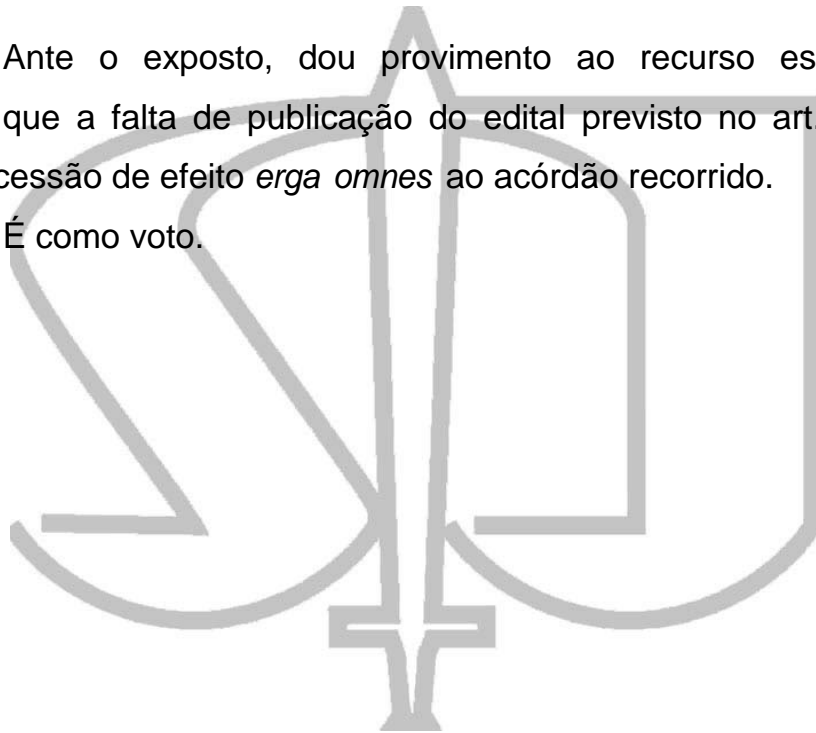 Ante o exposto, dou provimento ao recurso es
que a falta de publicação do edital previsto no art.
cessão de efeito erga omnes ao acórdão recorrido.
É como voto.